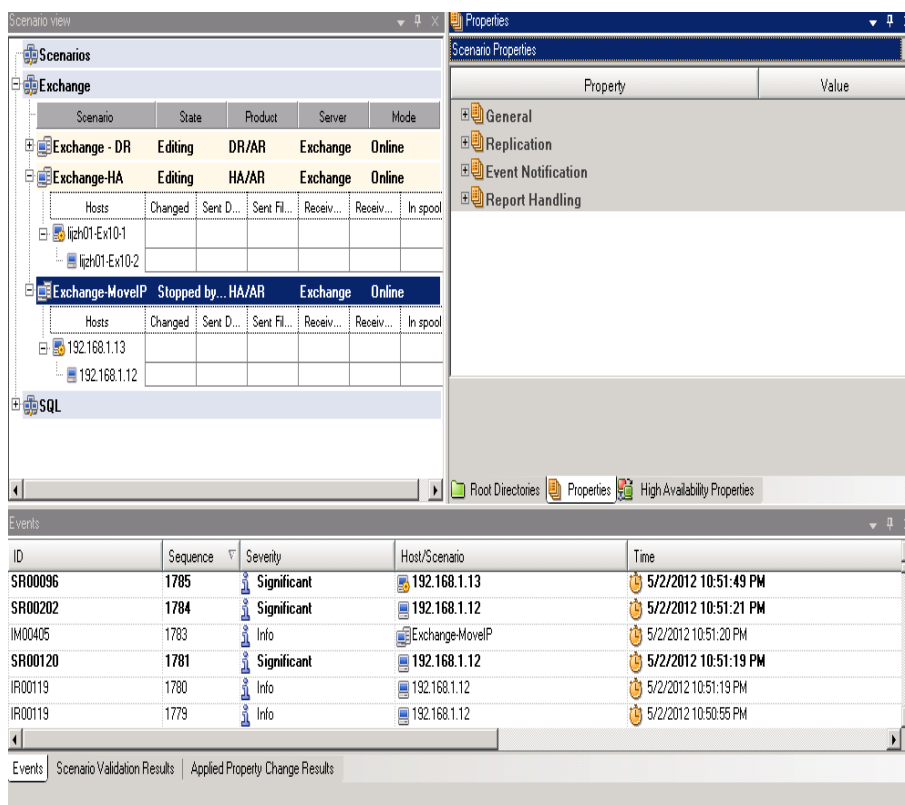 Scenario view
Scenarios
Exchange
Scenario State Product Server Mode
Exchange - DR Editing DR/AR Exchange Online
Exchange-HA Editing HA/AR Exchange Online
Hosts Changed Sent D... Sent Fil... Receiv... Receiv... In spool
lijzh01-Ex10-1
lijzh01-Ex10-2
Exchange-MoveIP Stopped by... HA/AR Exchange Online
Hosts Changed Sent D... Sent Fil... Receiv... Receiv... In spool
192.168.1.13
192.168.1.12
SQL
Properties
Scenario Properties
Property Value
General
Replication
Event Notification
Report Handling
Root Directories Properties High Availability Properties
Events
ID Sequence Severity Host/Scenario Time
SR00096 1785 Significant 192.168.1.13 5/2/2012 10:51:49 PM
SR00202 1784 Significant 192.168.1.12 5/2/2012 10:51:21 PM
IM00405 1783 Info Exchange-MoveIP 5/2/2012 10:51:20 PM
SR00120 1781 Significant 192.168.1.12 5/2/2012 10:51:19 PM
IR00119 1780 Info 192.168.1.12 5/2/2012 10:51:19 PM
IR00119 1779 Info 192.168.1.12 5/2/2012 10:50:55 PM
Events Scenario Validation Results Applied Property Change Results